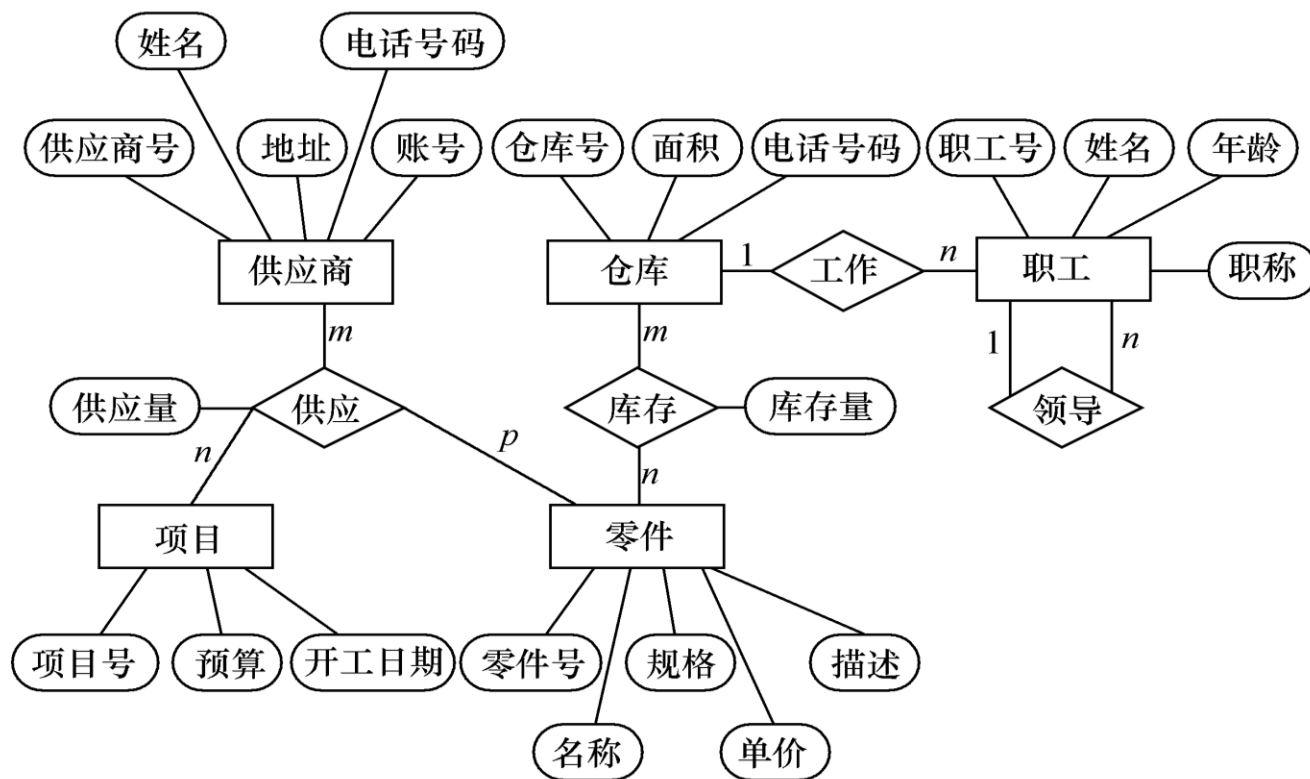 姓名 电话号码
供应商号 地址 账号 仓库号 面积 电话号码 职工号 姓名 年龄
供应商 仓库 1 工作 n 职工 职称
m m 1 n
供应量 供应 库存 库存量 领导
n p n
项目 零件
项目号 预算 开工日期 零件号 规格 描述
名称 单价